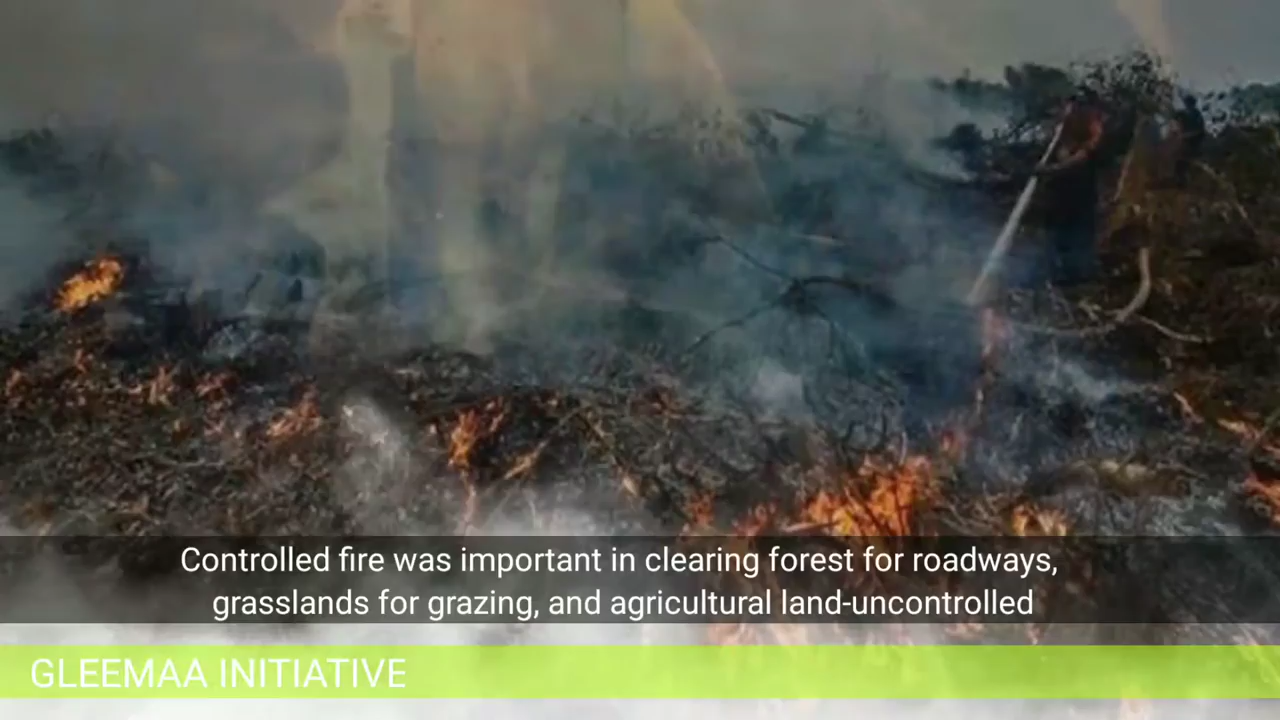 Controlled fire was important in clearing forest for roadways,
grasslands for grazing, and agricultural land-uncontrolled
GLEEMAA INITIATIVE